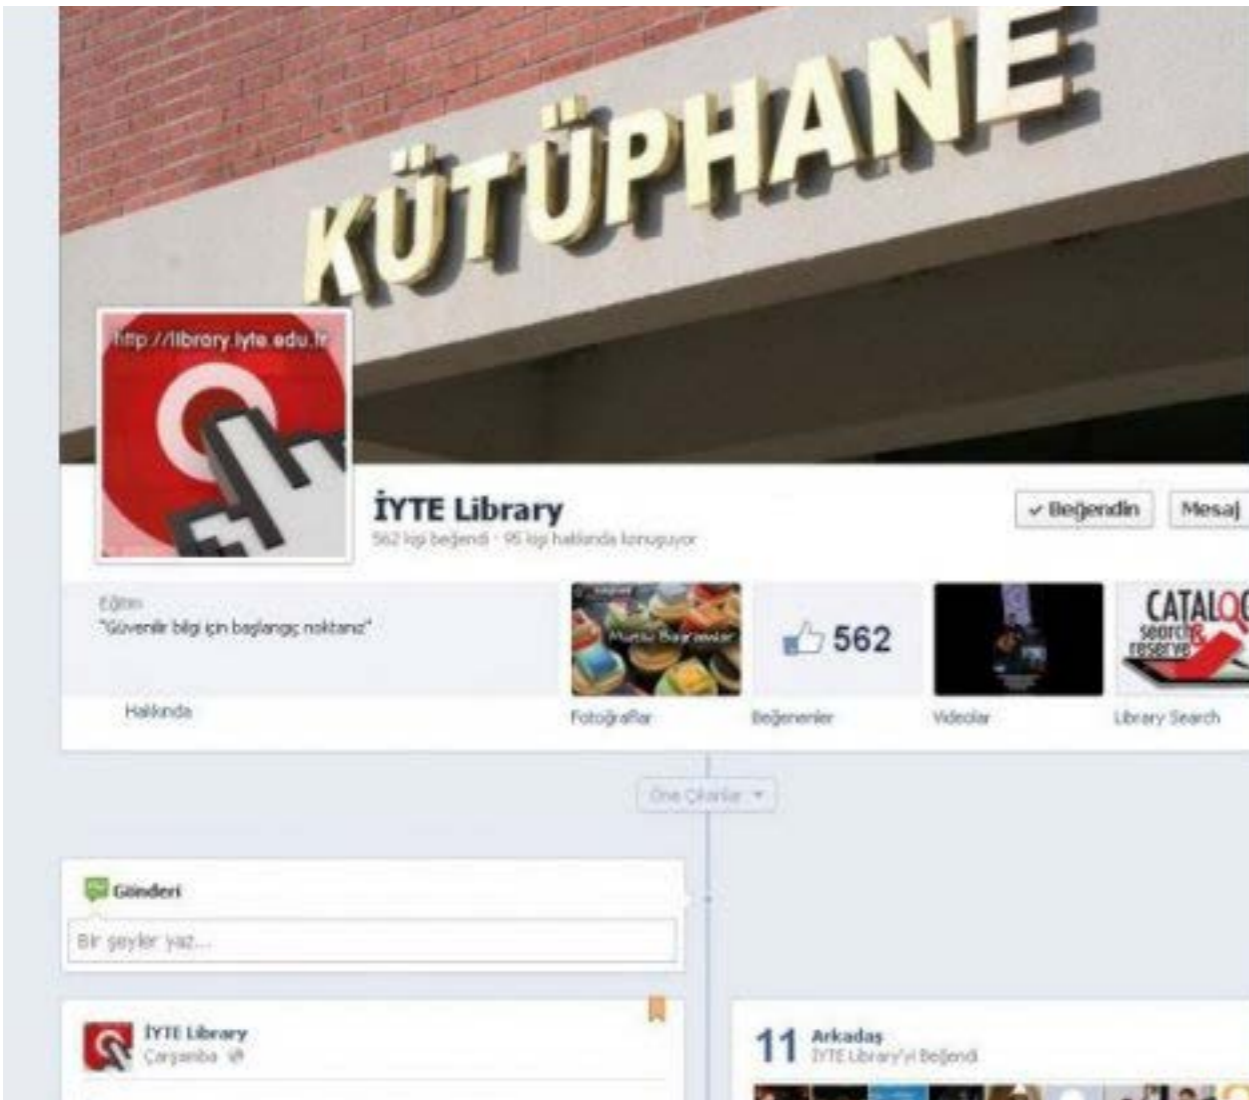 KÜTÜPHANE
http://library.iyte.edu.tr
İYTE Library
✓ Beğendin
Mesaj
562 kişi beğendi · 95 kişi hakkında konuşuyor
Eğitim
"Güvenilir bilgi için başlangıç noktanız"
Hakkında
Mutlu Bayramlar
Fotoğraflar
562
Beğenenler
Videolar
CATALOG
search &
reserve
Library Search
Öne Çıkanlar
Gönderi
Bir şeyler yaz...
İYTE Library
Çarşamba
11 Arkadaş
İYTE Library'yi Beğendi